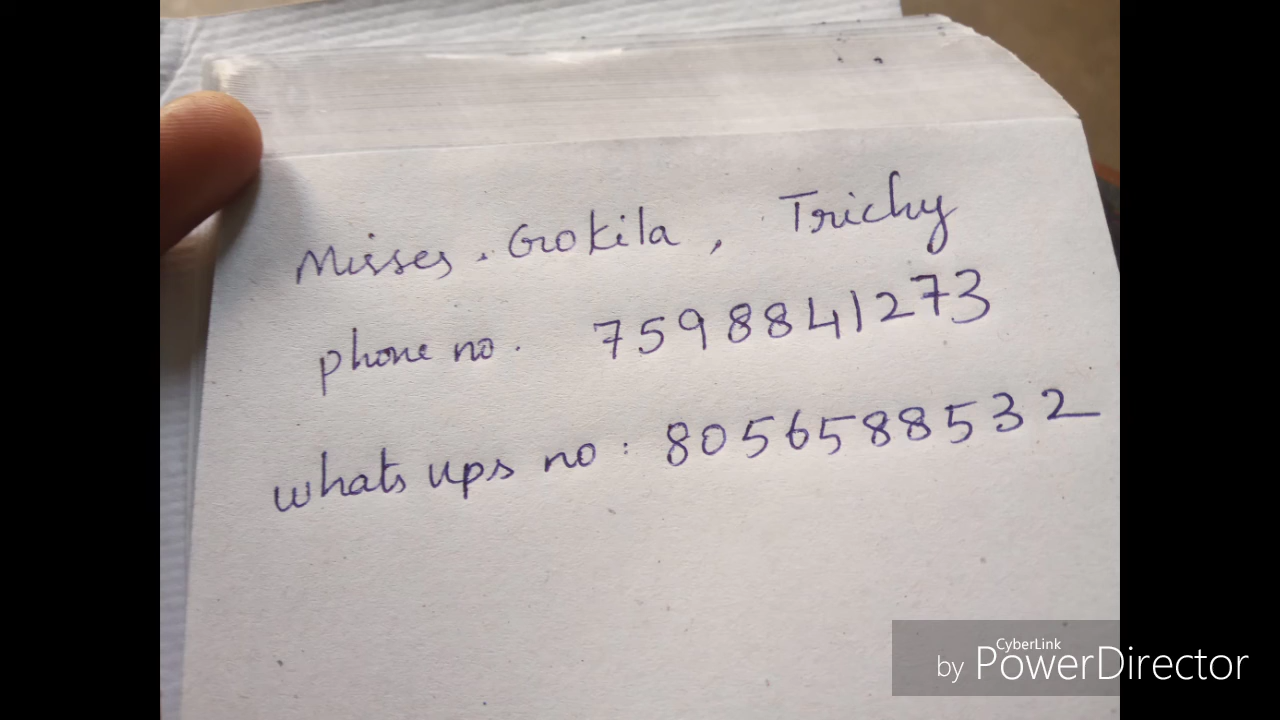 Misses. Gokila, Trichy
phone no. 7598841273
whats ups no: 8056588532
CyberLink
by PowerDirector